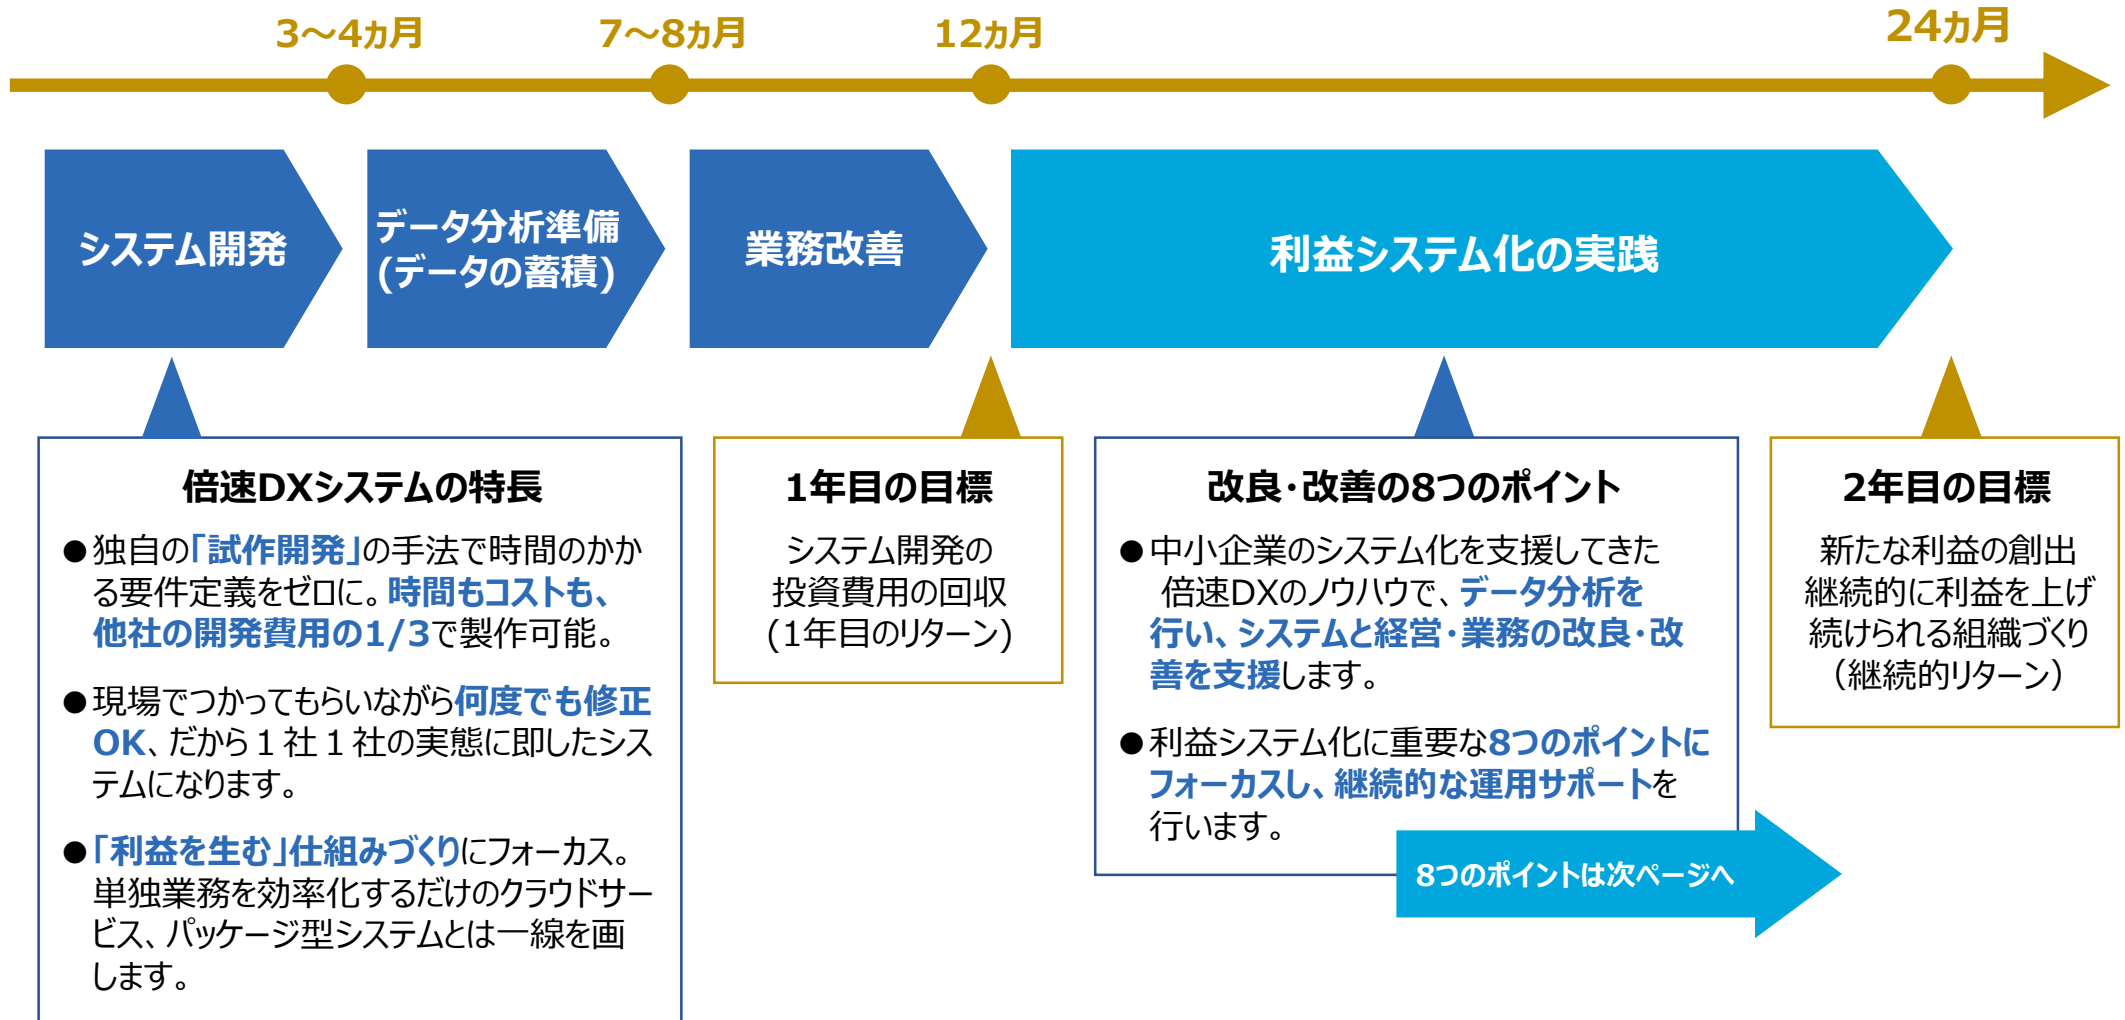 3～4ヵ月
7～8ヵ月
12ヵ月
24ヵ月
システム開発
データ分析準備
(データの蓄積)
業務改善
利益システム化の実践
倍速DXシステムの特長
●独自の「試作開発」の手法で時間のかか
る要件定義をゼロに。時間もコストも、
他社の開発費用の1/3で製作可能。
●現場でつかってもらいながら何度でも修正
OK、だから１社１社の実態に即したシス
テムになります。
●「利益を生む」仕組みづくりにフォーカス。
単独業務を効率化するだけのクラウドサー
ビス、パッケージ型システムとは一線を画
します。
1年目の目標
システム開発の
投資費用の回収
(1年目のリターン)
改良・改善の8つのポイント
●中小企業のシステム化を支援してきた
倍速DXのノウハウで、データ分析を
行い、システムと経営・業務の改良・改
善を支援します。
●利益システム化に重要な8つのポイントに
フォーカスし、継続的な運用サポートを
行います。
8つのポイントは次ページへ
2年目の目標
新たな利益の創出
継続的に利益を上げ
続けられる組織づくり
（継続的リターン）